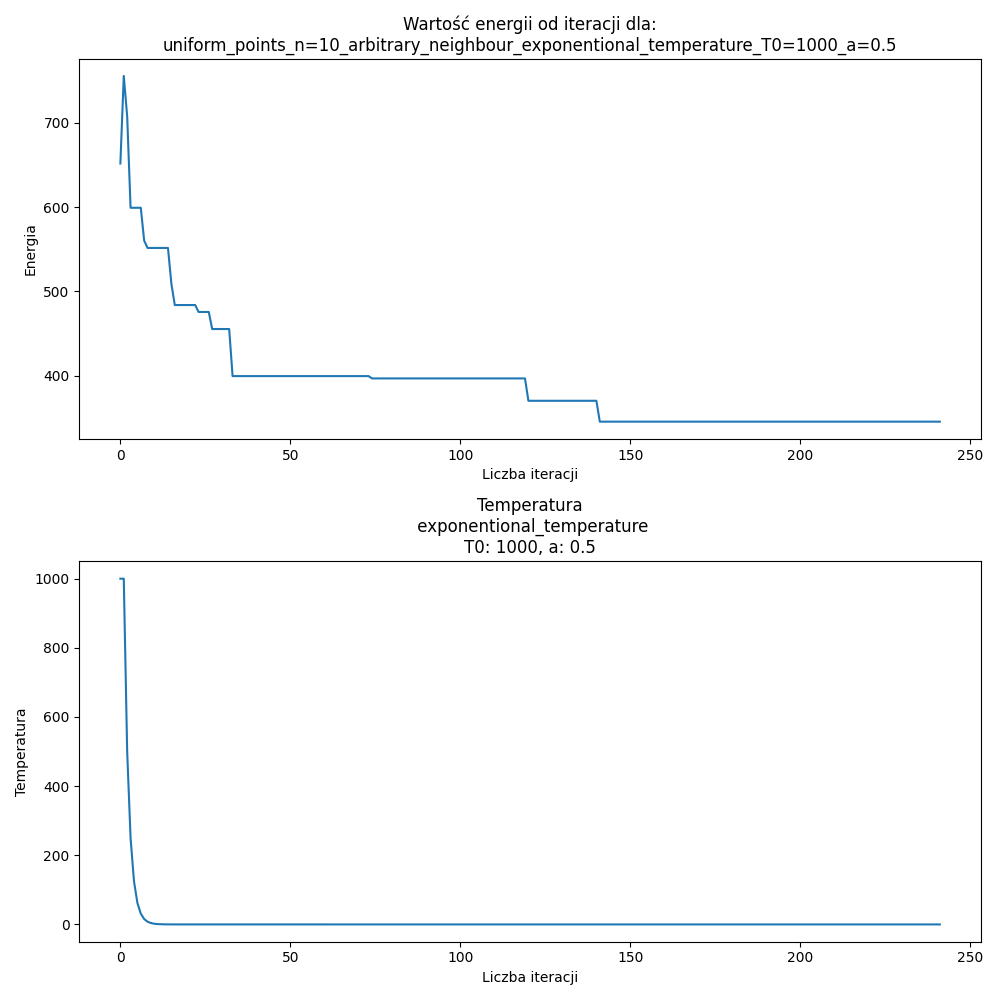 Wartość energii od iteracji dla:
uniform_points_n=10_arbitrary_neighbour_exponentional_temperature_T0=1000_a=0.5
700
600
500
400
Energia
0
50
100
150
200
250
Liczba iteracji
Temperatura
exponentional_temperature
T0: 1000, a: 0.5
1000
800
600
400
200
0
Temperatura
0
50
100
150
200
250
Liczba iteracji